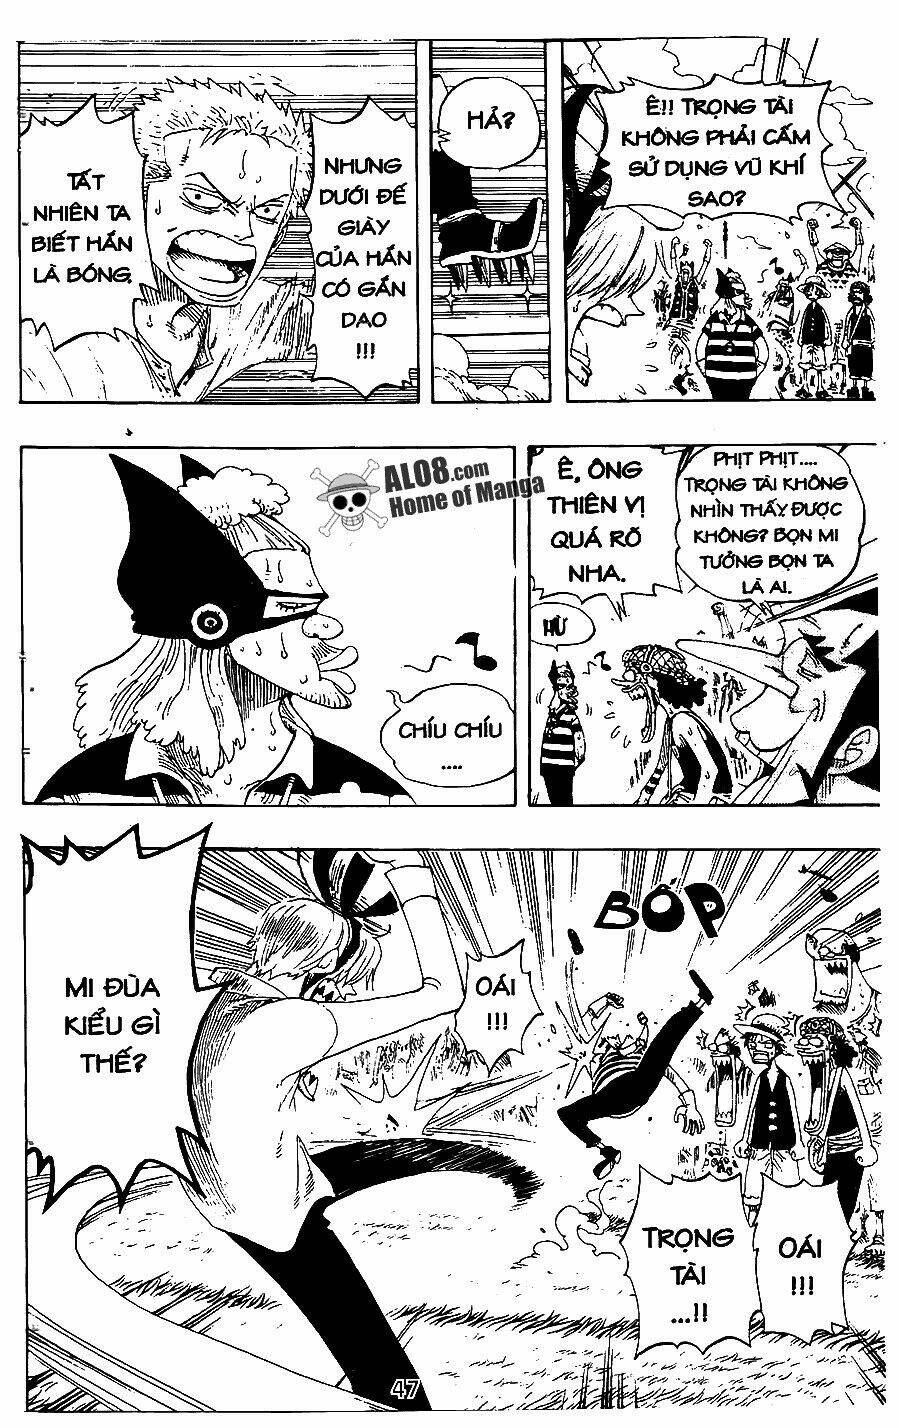 Ê!! TRỌNG TÀI
KHÔNG PHẢI CẤM
SỬ DỤNG VŨ KHÍ
SAO?
HẢ?
NHƯNG
DƯỚI ĐẾ
GIÀY
CỦA HẮN
CÓ GẮN
DAO
!!!
TẤT
NHIÊN TA
BIẾT HẮN
LÀ BÓNG.
PHỊT PHỊT....
TRỌNG TÀI KHÔNG
NHÌN THẤY ĐƯỢC
KHÔNG? BỌN MI
TƯỞNG BỌN TA
LÀ AI.
Ê, ÔNG
THIÊN VỊ
QUÁ RÕ
NHA.
HỪ
ALO8.com
Home of Manga
CHÍU CHÍU
....
BỐP
OÁI
!!!
MI ĐÙA
KIỂU GÌ
THẾ?
OÁI
!!!
TRỌNG
TÀI
...!!
47